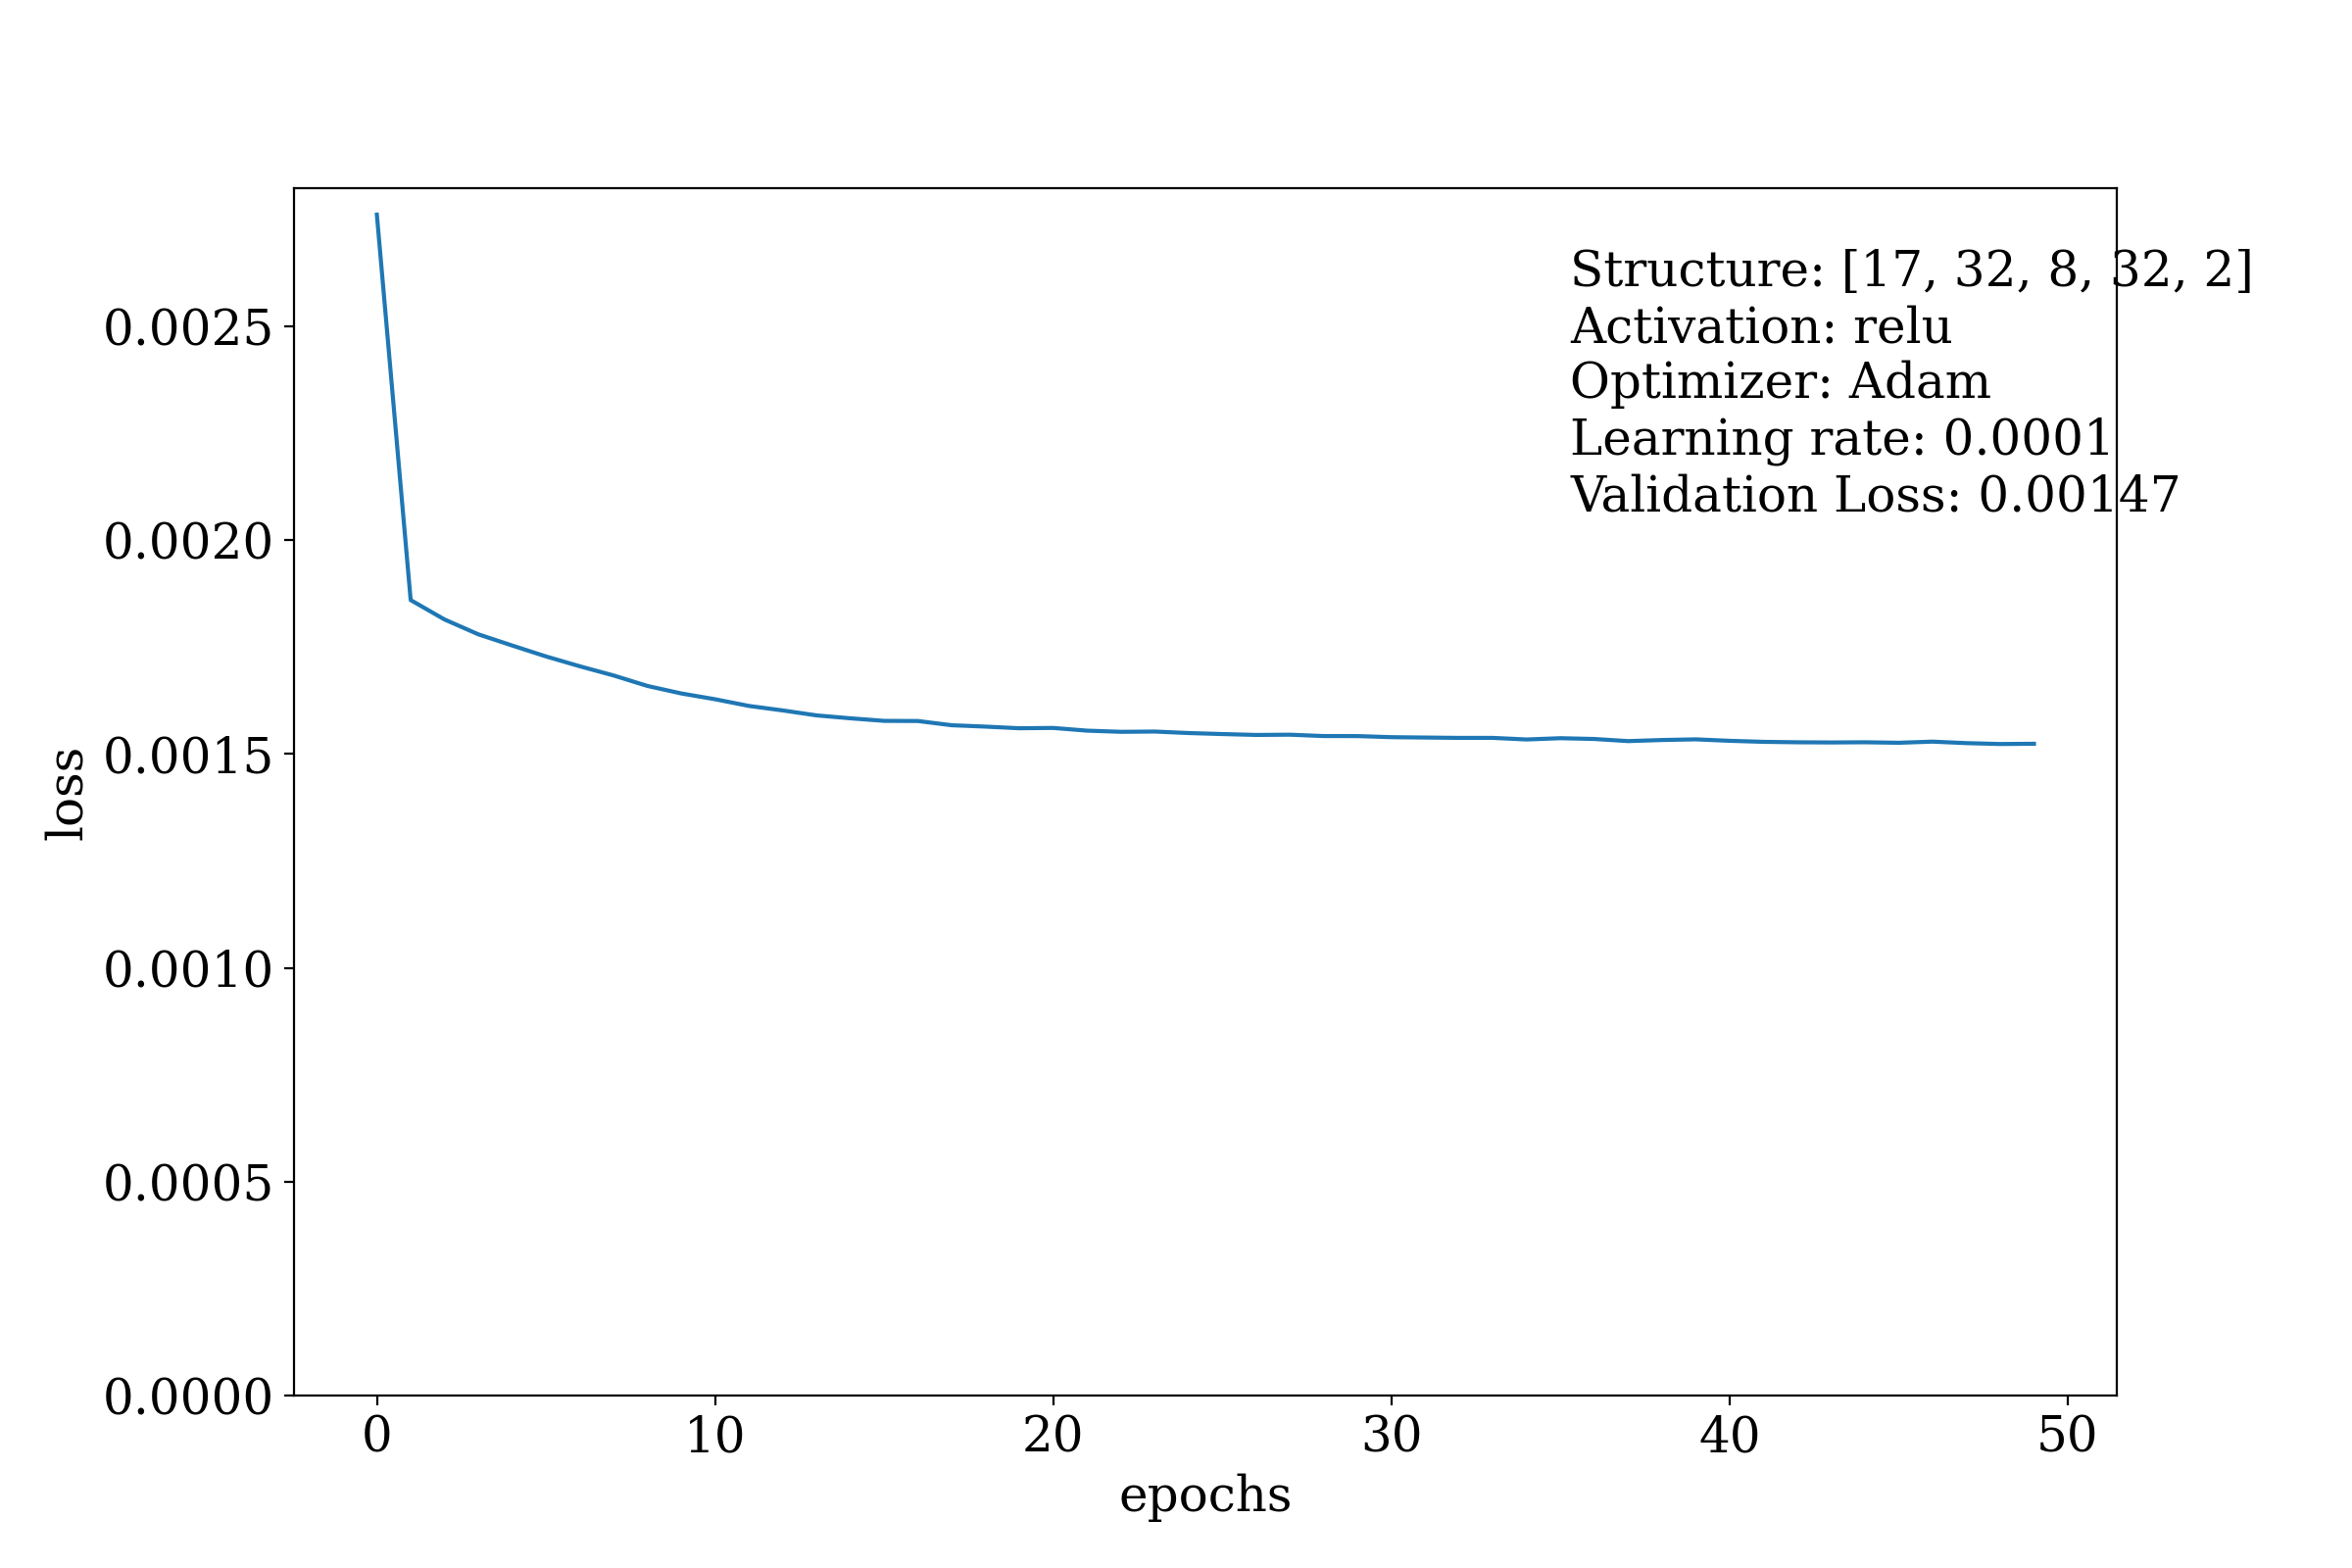 Structure: [17, 32, 8, 32, 2]
Activation: relu
Optimizer: Adam
Learning rate: 0.0001
Validation Loss: 0.00147
0.0025
0.0020
0.0015
0.0010
0.0005
0.0000
loss
0 10 20 30 40 50
epochs